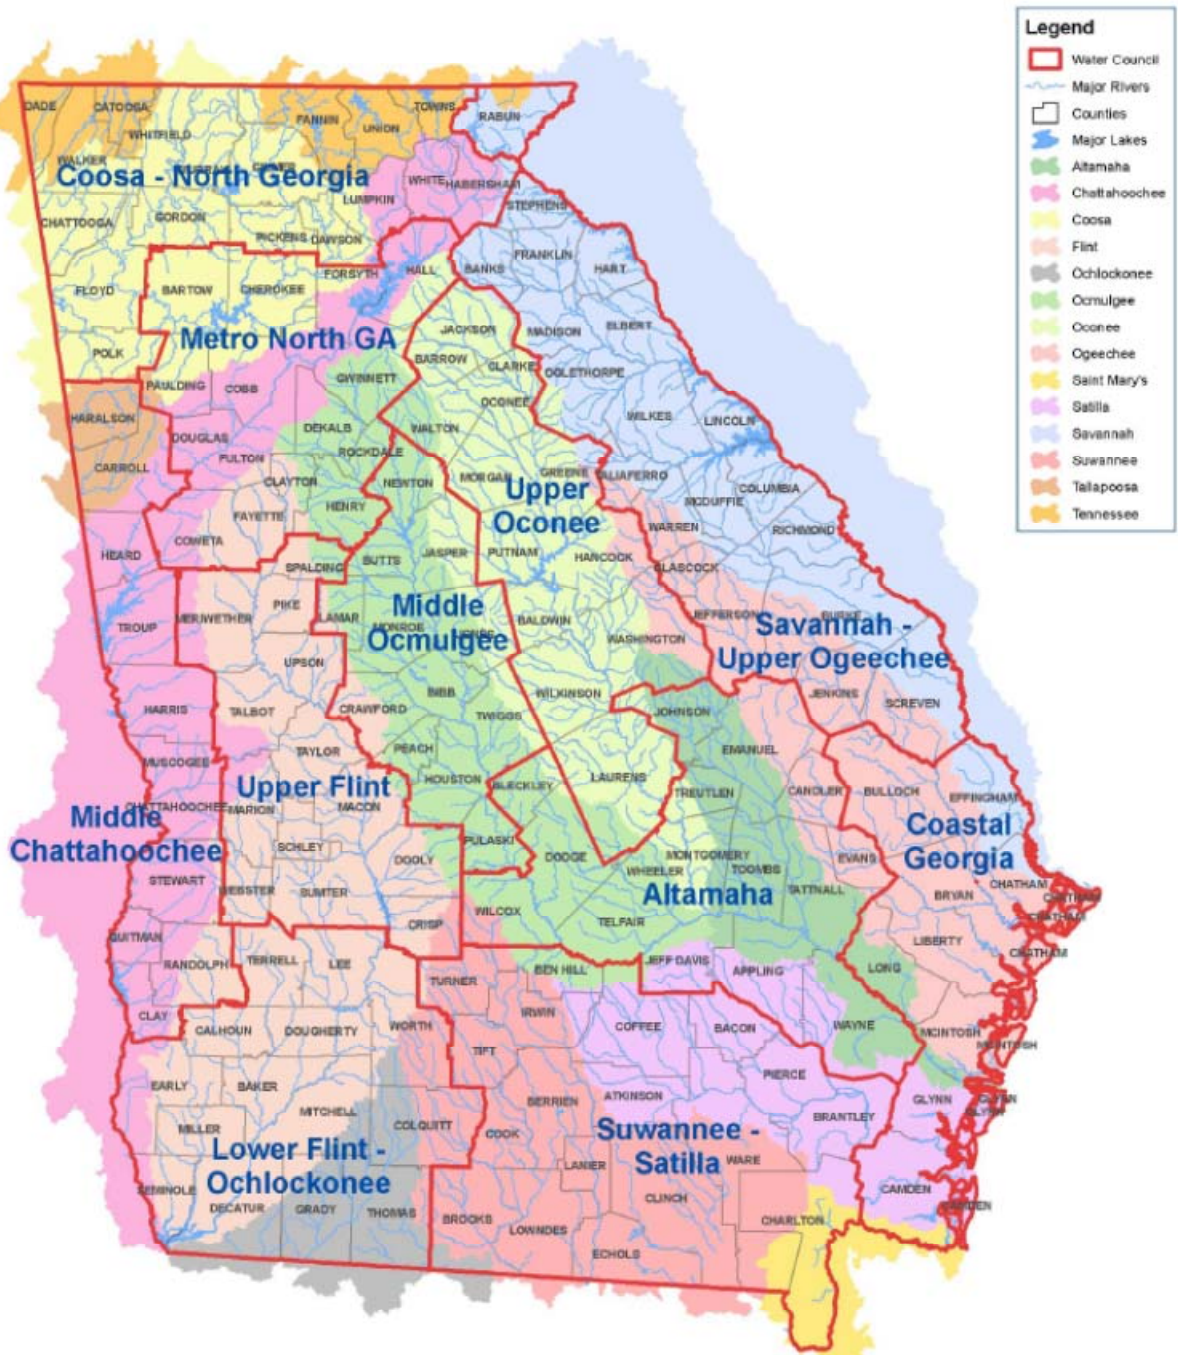 Legend
Water Council
Major Rivers
Counties
Major Lakes
Altamaha
Chattahoochee
Coosa
Flint
Ochlockonee
Ocmulgee
Oconee
Ogeechee
Saint Mary's
Satilla
Savannah
Suwannee
Tallapoosa
Tennessee
DADE
CATOOSA
FANNIN
UNION
TOWNS
RABUN
WHITFIELD
WALKER
Coosa - North Georgia
WHITE
HABERSHAM
LUMPKIN
STEPHENS
CHATTOOGA
GORDON
PICKENS
DAWSON
FRANKLIN
HART
FLOYD
BARTOW
CHEROKEE
FORSYTH
HALL
BANKS
Metro North GA
JACKSON
MADISON
ELBERT
POLK
BARROW
CLARKE
OGLETHORPE
PAULDING
COBB
GWINNETT
OCONEE
HARALSON
DEKALB
WALTON
WILKES
LINCOLN
DOUGLAS
FULTON
ROCKDALE
CARROLL
CLAYTON
NEWTON
MORGAN
GREENE
TALIAFERRO
COLUMBIA
MCDUFFIE
Upper
Oconee
FAYETTE
HENRY
WARREN
RICHMOND
HEARD
COWETA
SPALDING
BUTTS
JASPER
PUTNAM
HANCOCK
GLASCOCK
TROUP
MERIWETHER
PIKE
LAMAR
MONROE
Middle
Ocmulgee
BALDWIN
WASHINGTON
JEFFERSON
BURKE
Savannah -
Upper Ogeechee
UPSON
BIBB
WILKINSON
JENKINS
SCREVEN
HARRIS
TALBOT
CRAWFORD
TWIGGS
JOHNSON
MUSCOGEE
TAYLOR
PEACH
EMANUEL
Upper Flint
HOUSTON
BLECKLEY
LAURENS
TREUTLEN
CANDLER
BULLOCH
EFFINGHAM
CHATTAHOOCHEE
MARION
MACON
Middle
Chattahoochee
SCHLEY
DOOLY
PULASKI
DODGE
WHEELER
MONTGOMERY
TOOMBS
EVANS
Coastal
Georgia
STEWART
WEBSTER
SUMTER
Altamaha
TATTNALL
BRYAN
CHATHAM
CHATHAM
CHATHAM
CHATHAM
CRISP
WILCOX
TELFAIR
QUITMAN
LIBERTY
RANDOLPH
TERRELL
LEE
TURNER
BEN HILL
JEFF DAVIS
APPLING
LONG
CLAY
CALHOUN
DOUGHERTY
WORTH
IRWIN
COFFEE
BACON
WAYNE
MCINTOSH
MCINTOSH
TIFT
EARLY
BAKER
PIERCE
MITCHELL
BERRIEN
ATKINSON
BRANTLEY
GLYNN
GLYNN
GLYNN
MILLER
COLQUITT
COOK
Suwannee -
Satilla
Lower Flint -
Ochlockonee
LANIER
WARE
SEMINOLE
DECATUR
GRADY
THOMAS
BROOKS
LOWNDES
CLINCH
CHARLTON
CAMDEN
CAMDEN
ECHOLS